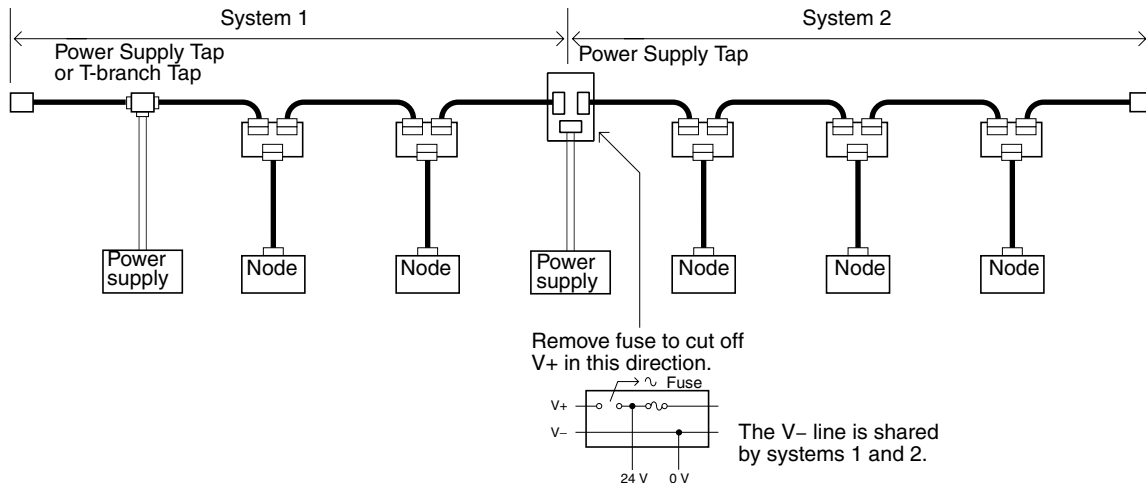 System 1
System 2
Power Supply Tap
or T-branch Tap
Power Supply Tap
Power
supply
Node
Node
Power
supply
Node
Node
Node
Remove fuse to cut off
V+ in this direction.
Fuse
V+
V−
The V− line is shared
by systems 1 and 2.
24 V
0 V